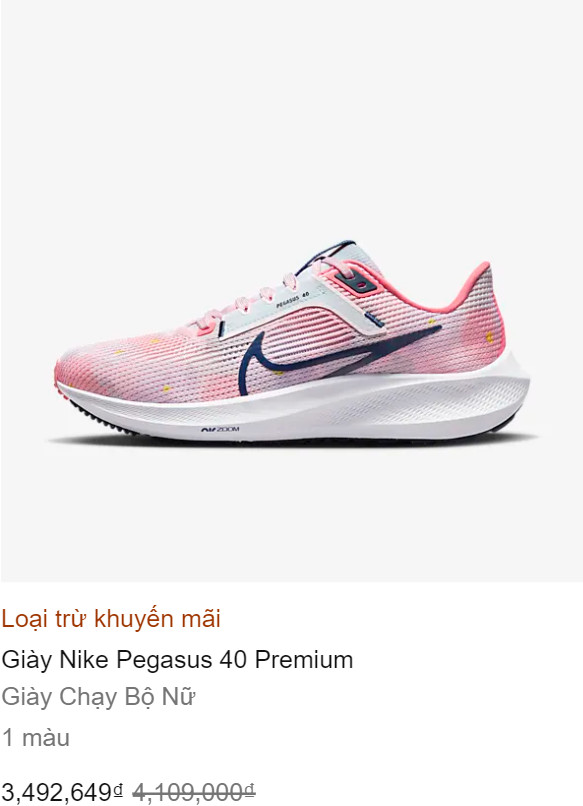 PEGASUS 40
ZOOM
Loại trừ khuyến mãi
Giày Nike Pegasus 40 Premium
Giày Chạy Bộ Nữ
1 màu
3,492,649₫ 4,109,000₫